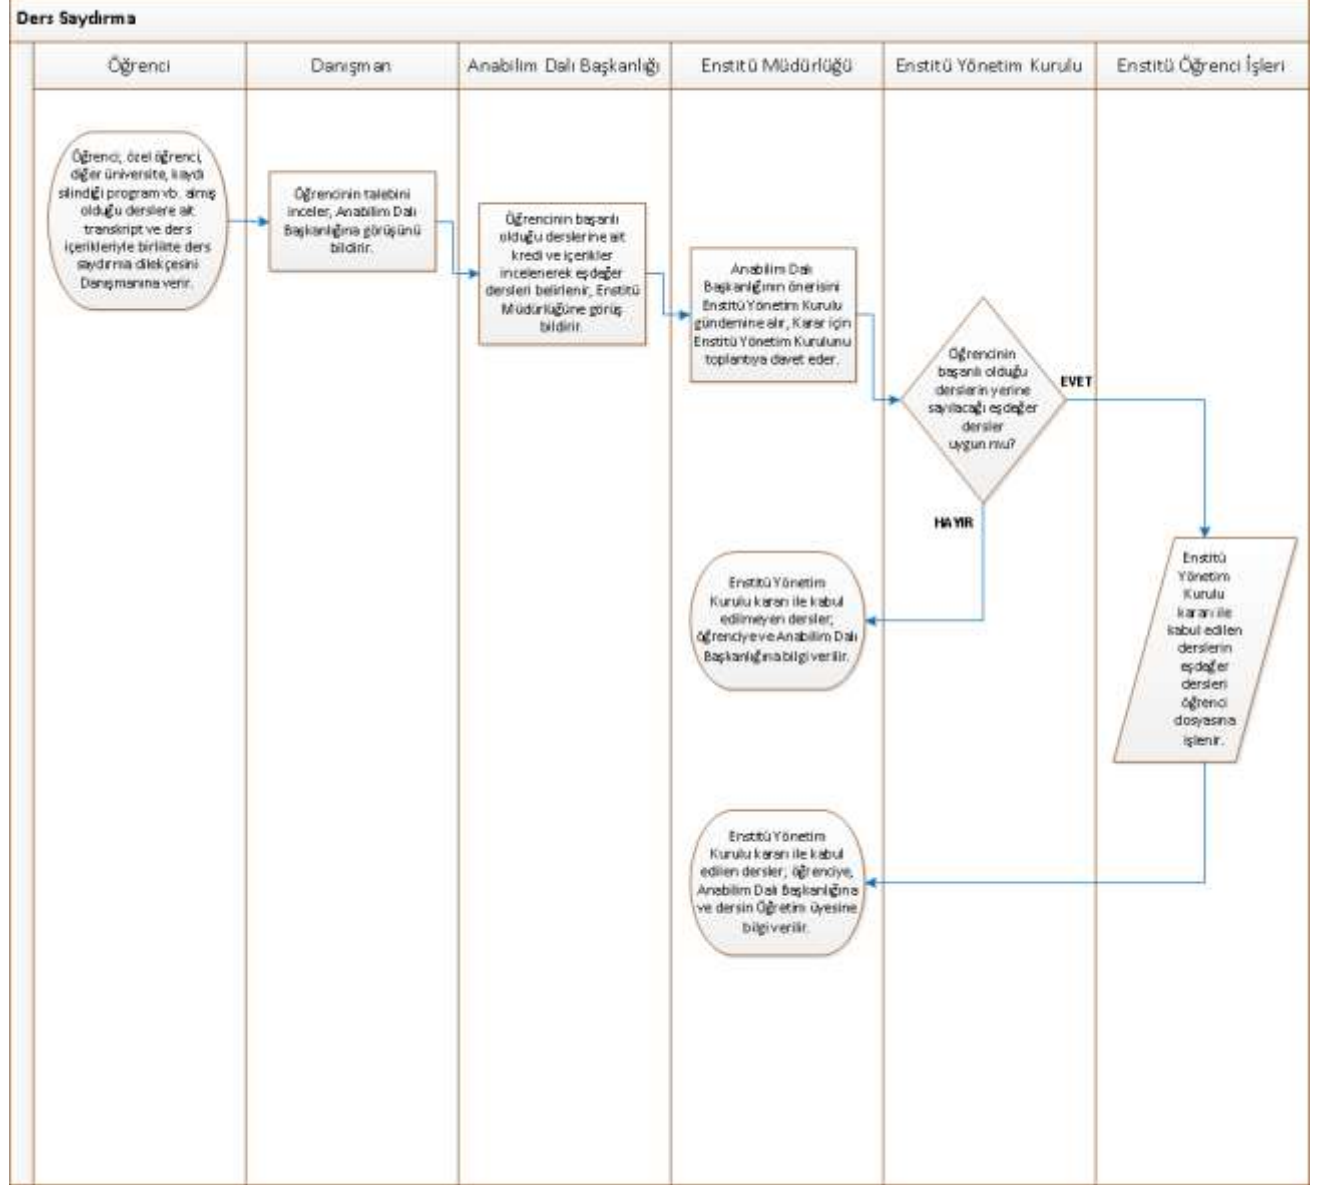 Ders Saydırma
Öğrenci
Danışman
Anabilim Dalı Başkanlığı
Enstitü Müdürlüğü
Enstitü Yönetim Kurulu
Enstitü Öğrenci İşleri
Öğrenci, özel öğrenci,
diğer üniversite, kaydı
silindiği program vb. almış
olduğu derslere ait
transkript ve ders
içerikleriyle birlikte ders
saydırma dilekçesini
Danışmanına verir.
Öğrencinin talebini
inceler, Anabilim Dalı
Başkanlığına görüşünü
bildirir.
Öğrencinin başarılı
olduğu derslerine ait
kredi ve içerikler
incelenerek eşdeğer
dersleri belirlenir, Enstitü
Müdürlüğüne görüş
bildirir.
Anabilim Dalı
Başkanlığının önerisini
Enstitü Yönetim Kurulu
gündemine alır, Karar için
Enstitü Yönetim Kurulunu
toplantıya davet eder.
Öğrencinin
başarılı olduğu
derslerin yerine
sayılacağı eşdeğer
dersler
uygun mu?
EVET
HAYIR
Enstitü Yönetim
Kurulu kararı ile kabul
edilmeyen dersler;
öğrenciye ve Anabilim Dalı
Başkanlığına bilgi verilir.
Enstitü
Yönetim
Kurulu
kararı ile
kabul edilen
derslerin
eşdeğer
dersleri
öğrenci
dosyasına
işlenir.
Enstitü Yönetim
Kurulu kararı ile kabul
edilen dersler; öğrenciye,
Anabilim Dalı Başkanlığına
ve dersin Öğretim üyesine
bilgi verilir.